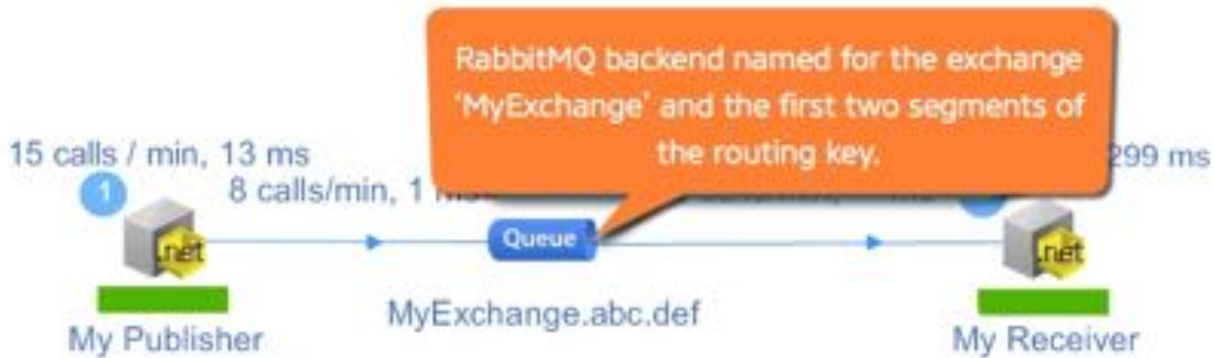 RabbitMQ backend named for the exchange
‘MyExchange’ and the first two segments of
the routing key.
15 calls / min, 13 ms
299 ms
1
8 calls/min, 1
.net
Queue
.net
MyExchange.abc.def
My Publisher
My Receiver